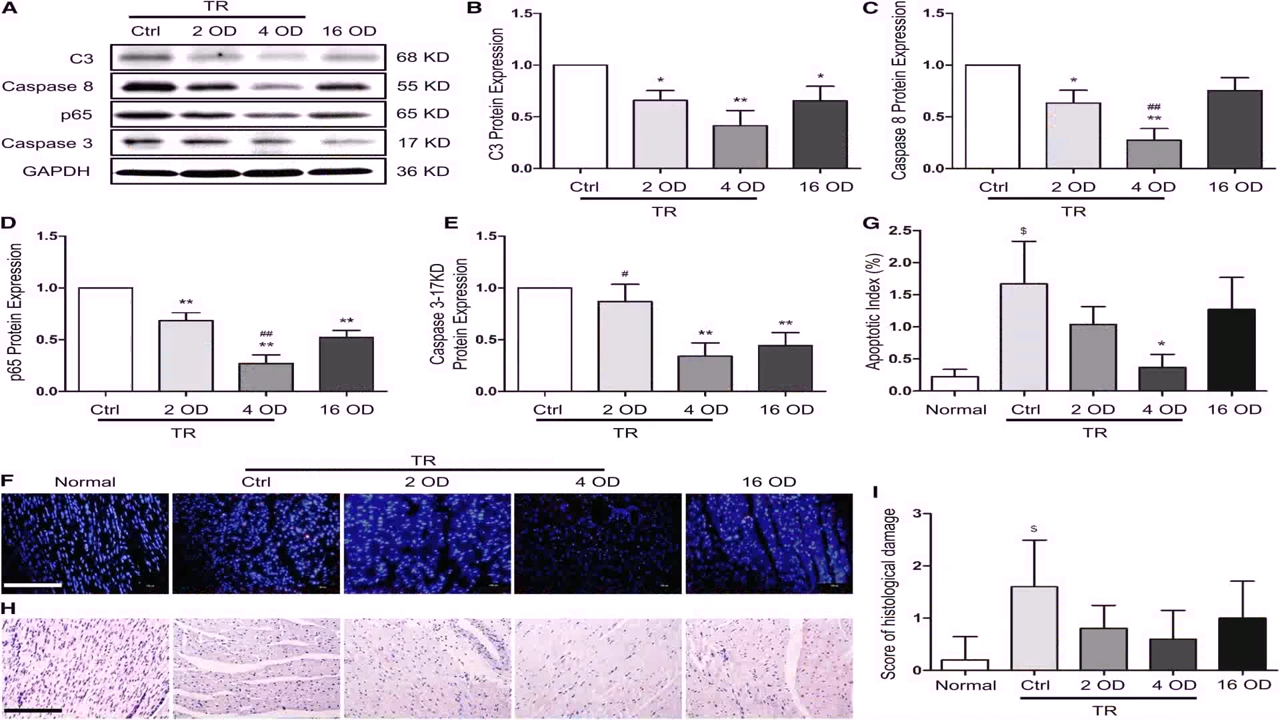 A
TR
Ctrl 2 OD 4 OD 16 OD
C3 68 KD
Caspase 8 55 KD
p65 65 KD
Caspase 3 17 KD
GAPDH 36 KD
B
C3 Protein Expression
1.5
1.0
0.5
0.0
* ** *
Ctrl 2 OD 4 OD 16 OD
TR
C
Caspase 8 Protein Expression
1.5
1.0
0.5
0.0
* ## **
Ctrl 2 OD 4 OD 16 OD
TR
D
p65 Protein Expression
1.5
1.0
0.5
0.0
** ## ** **
Ctrl 2 OD 4 OD 16 OD
TR
E
Caspase 3-17KD
Protein Expression
1.5
1.0
0.5
0.0
# ** **
Ctrl 2 OD 4 OD 16 OD
TR
G
Apoptotic Index (%)
2.5
2.0
1.5
1.0
0.5
0.0
$ *
Normal Ctrl 2 OD 4 OD 16 OD
TR
F
TR
Normal Ctrl 2 OD 4 OD 16 OD
H
I
Score of histological damage
3
2
1
0
$
Normal Ctrl 2 OD 4 OD 16 OD
TR